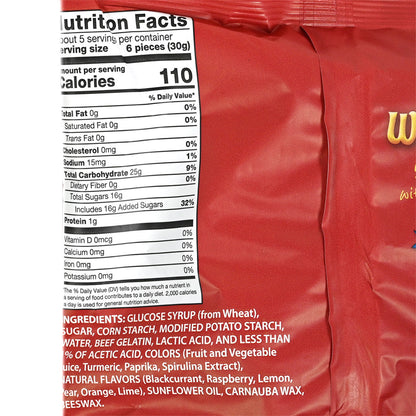 Nutrition Facts
about 5 servings per container
serving size 6 pieces (30g)
Amount per serving
Calories 110
% Daily Value*
Total Fat 0g 0%
Saturated Fat 0g 0%
Trans Fat 0g
Cholesterol 0mg 0%
Sodium 15mg 1%
Total Carbohydrate 25g 9%
Dietary Fiber 0g 0%
Total Sugars 16g
Includes 16g Added Sugars 32%
Protein 1g
Vitamin D 0mcg 0%
Calcium 0mg 0%
Iron 0mg 0%
Potassium 0mg 0%
*The % Daily Value (DV) tells you how much a nutrient in
a serving of food contributes to a daily diet. 2,000 calories
a day is used for general nutrition advice.
INGREDIENTS: GLUCOSE SYRUP (from Wheat),
SUGAR, CORN STARCH, MODIFIED POTATO STARCH,
WATER, BEEF GELATIN, LACTIC ACID, AND LESS THAN
% OF ACETIC ACID, COLORS (Fruit and Vegetable
Juice, Turmeric, Paprika, Spirulina Extract),
NATURAL FLAVORS (Blackcurrant, Raspberry, Lemon,
Pear, Orange, Lime), SUNFLOWER OIL, CARNAUBA WAX,
BEESWAX.
W
wit